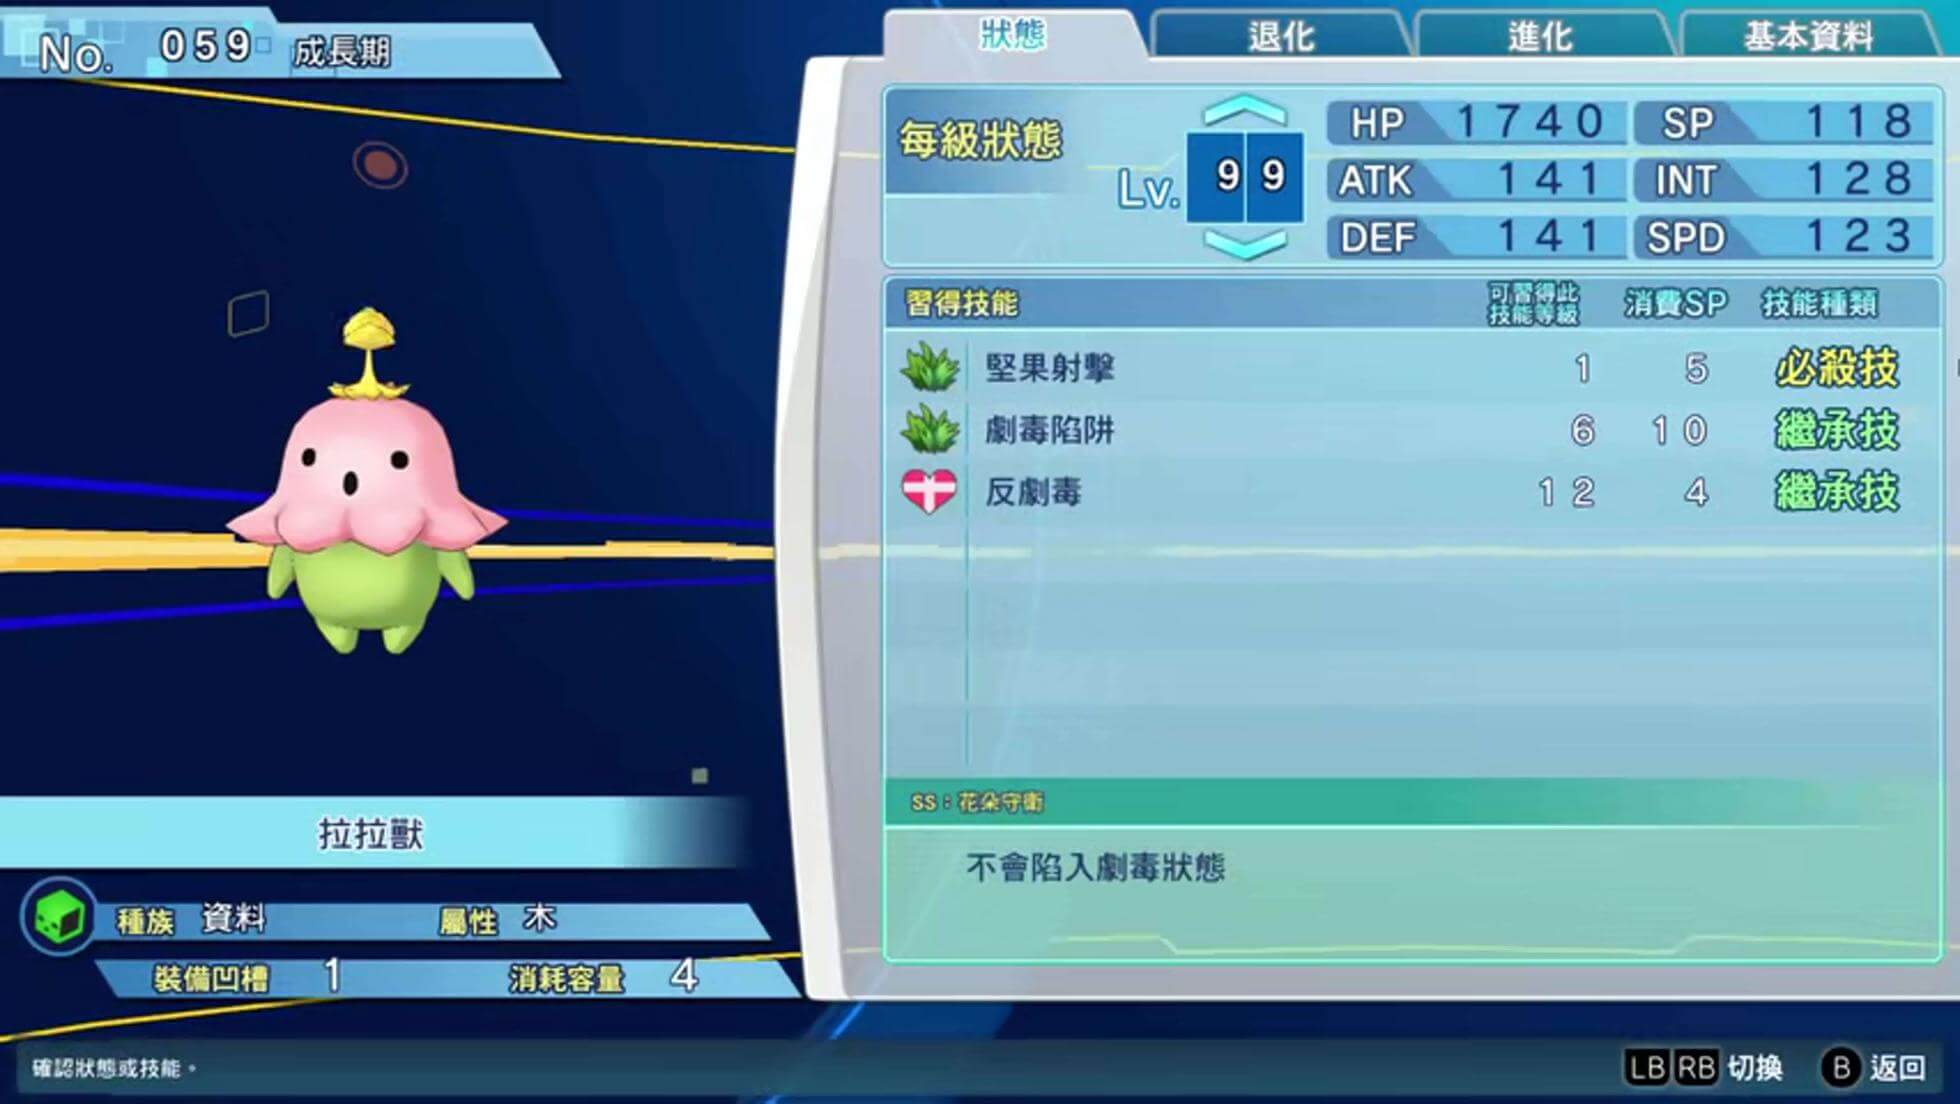 No. 059 成長期
狀態 退化 進化 基本資料
每級狀態 Lv. 99
HP 1740 SP 118
ATK 141 INT 128
DEF 141 SPD 123
習得技能 可習得此技能等級 消費SP 技能種類
堅果射擊 1 5 必殺技
劇毒陷阱 6 10 繼承技
反劇毒 12 4 繼承技
SS：花朵守衛
不會陷入劇毒狀態
拉拉獸
種族 資料 屬性 木
裝備凹槽 1 消耗容量 4
確認狀態或技能。
LB RB 切換 B 返回